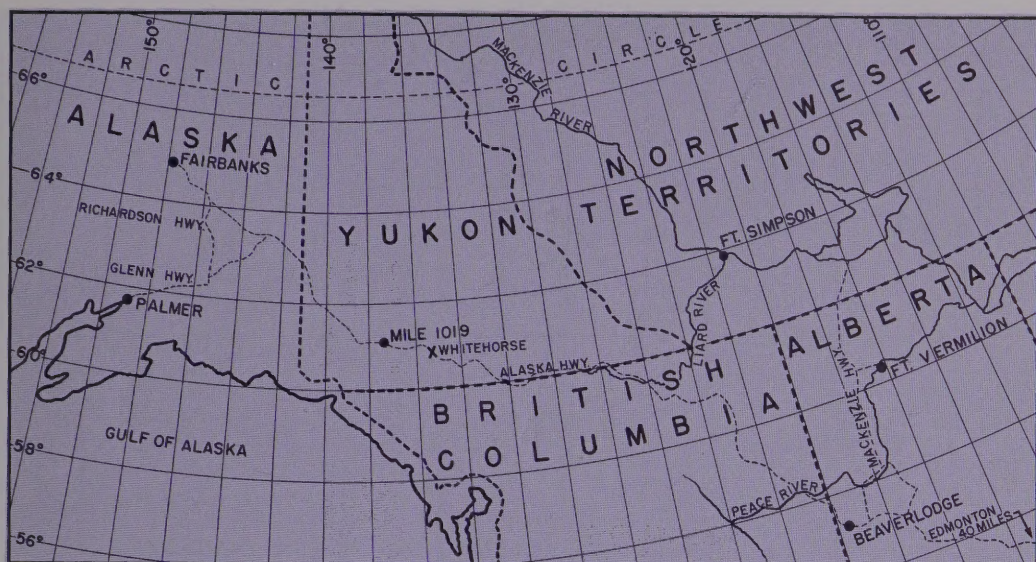 150°
140°
130°
120°
110°
ARCTIC CIRCLE
66°
64°
62°
60°
58°
56°
ALASKA
FAIRBANKS
RICHARDSON HWY.
GLENN HWY.
PALMER
GULF OF ALASKA
YUKON
MACKENZIE
RIVER
NORTHWEST
TERRITORIES
FT. SIMPSON
LIARD RIVER
MILE 1019
XWHITEHORSE
ALASKA HWY.
BRITISH
COLUMBIA
ALBERTA
MACKENZIE HWY.
FT. VERMILION
PEACE RIVER
BEAVERLODGE
EDMONTON
40 MILES